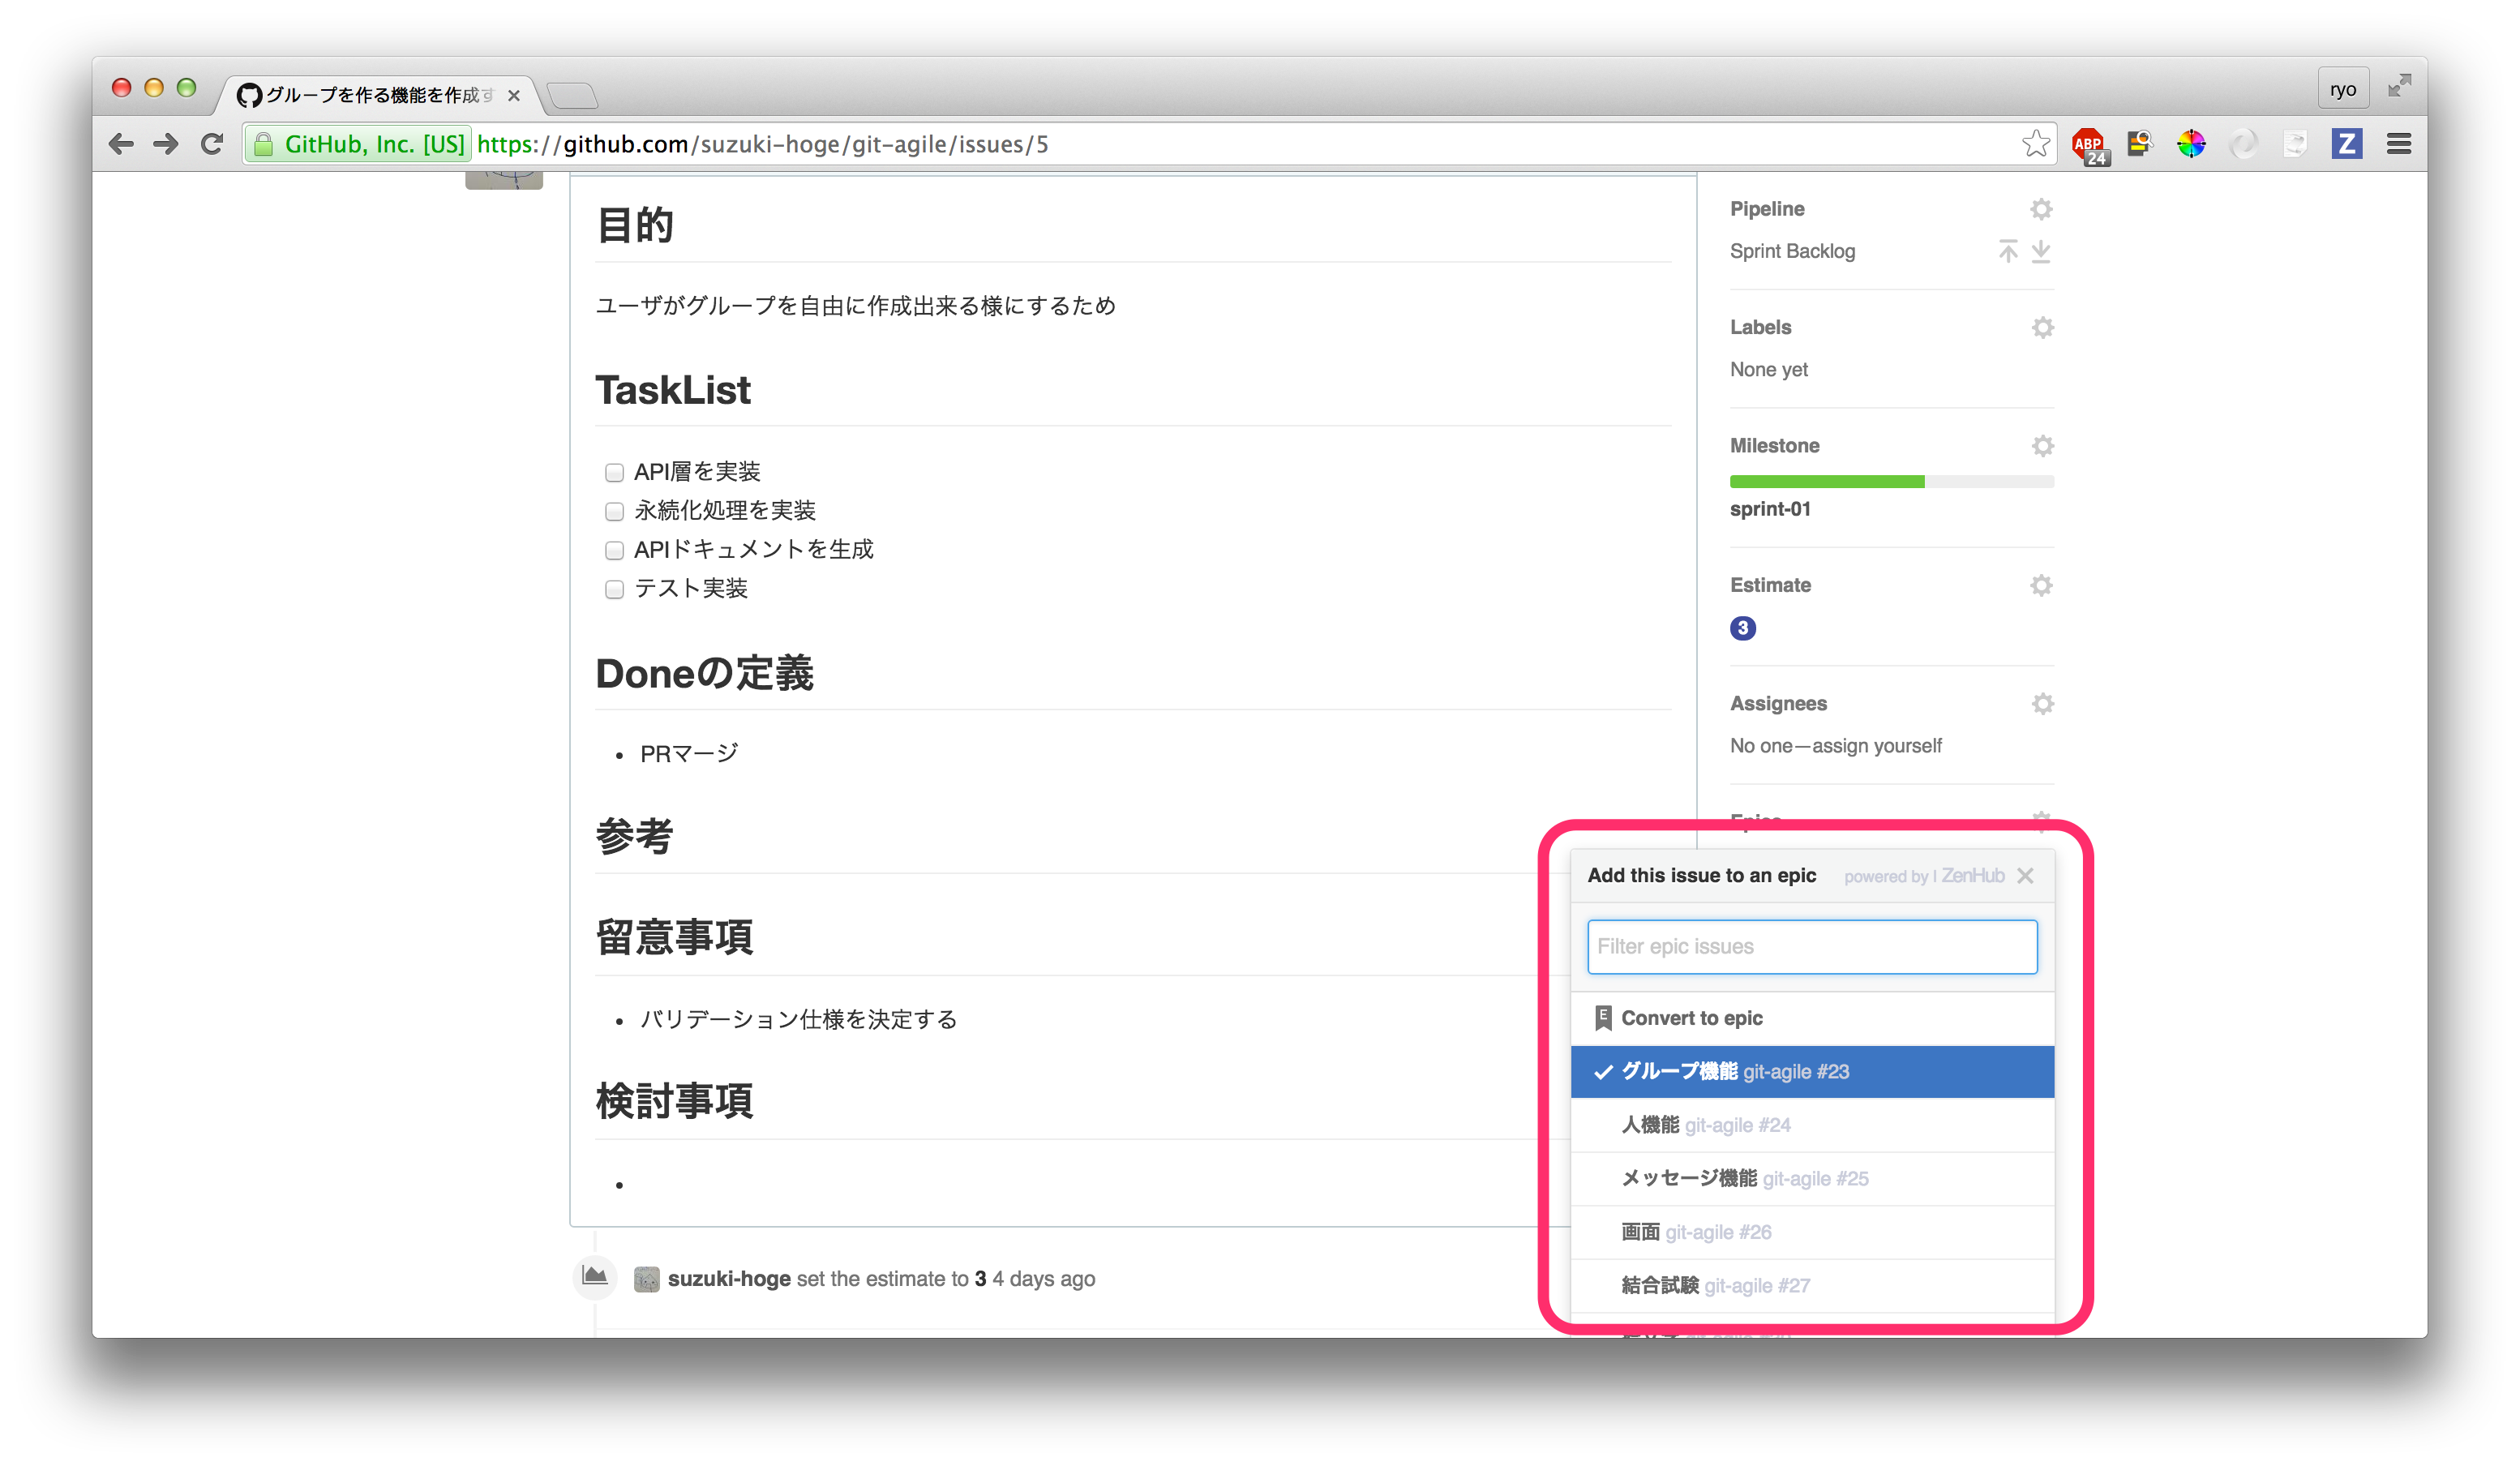 グループを作る機能を作成す
ryo
GitHub, Inc. [US] https://github.com/suzuki-hoge/git-agile/issues/5
ABP
24
Z
目的
ユーザがグループを自由に作成出来る様にするため
TaskList
API層を実装
永続化処理を実装
APIドキュメントを生成
テスト実装
Doneの定義
• PRマージ
参考
留意事項
• バリデーション仕様を決定する
検討事項
•
suzuki-hoge set the estimate to 3 4 days ago
Pipeline
Sprint Backlog
Labels
None yet
Milestone
sprint-01
Estimate
3
Assignees
No one—assign yourself
Epics
Add this issue to an epic powered by | ZenHub
Filter epic issues
E Convert to epic
グループ機能 git-agile #23
人機能 git-agile #24
メッセージ機能 git-agile #25
画面 git-agile #26
結合試験 git-agile #27